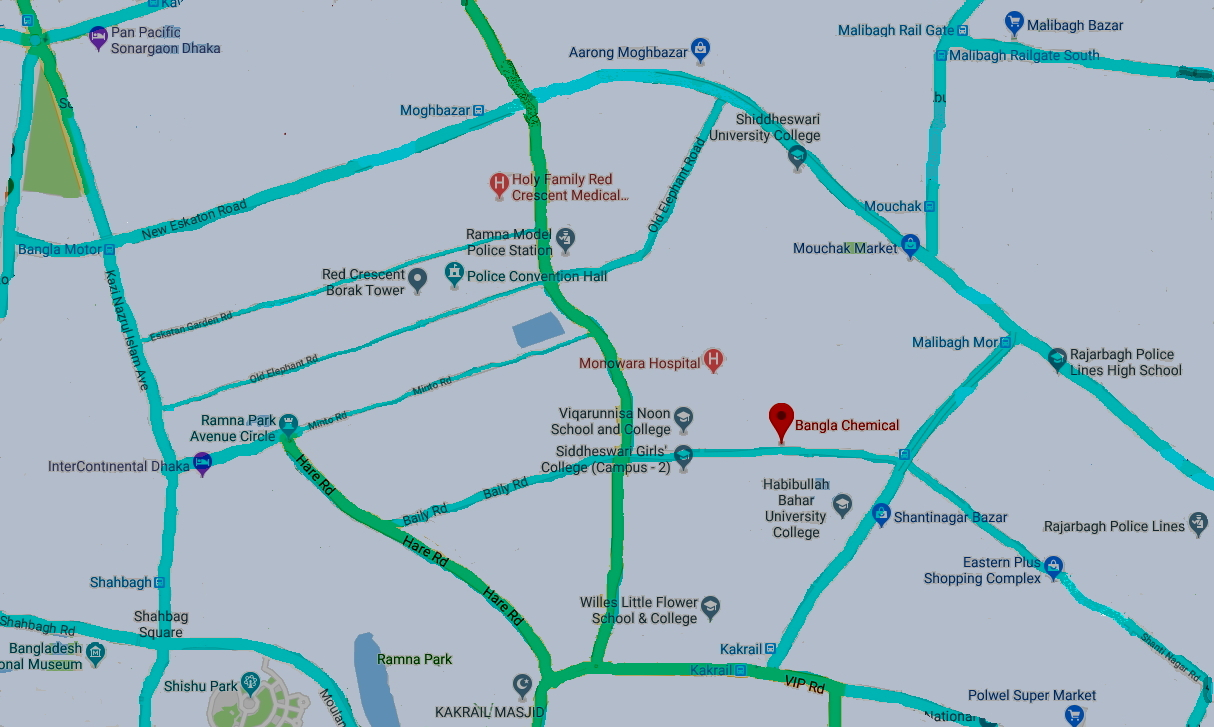 Ka
Pan Pacific
Sonargaon Dhaka
Aarong Moghbazar
Malibagh Rail Gate
Malibagh Bazar
Malibagh Railgate South
Moghbazar
Shiddheswari
University College
Holy Family Red
Crescent Medical...
Old Elephant Road
Mouchak
New Eskaton Road
Bangla Motor
Ramna Model
Police Station
Mouchak Market
Red Crescent
Borak Tower
Police Convention Hall
Kazi Nazrul Islam Ave
Eskatan Garden Rd
Malibagh Mor
Rajarbagh Police
Lines High School
Old Elephant Rd
Monowara Hospital
Minto Rd
Ramna Park
Avenue Circle
Minto Rd
Viqarunnisa Noon
School and College
Bangla Chemical
InterContinental Dhaka
Hare Rd
Siddheswari Girls'
College (Campus - 2)
Baily Rd
Baily Rd
Habibullah
Bahar
University
College
Shantinagar Bazar
Rajarbagh Police Lines
Hare Rd
Eastern Plus
Shopping Complex
Shahbagh
Hare Rd
Willes Little Flower
School & College
Shahbagh Rd
Shahbag
Square
Bangladesh
onal Museum
Kakrail
Kakrail
Shanti Nagar Rd
Ramna Park
Shishu Park
VIP Rd
Moulan
KAKRAIL MASJID
Polwel Super Market
National